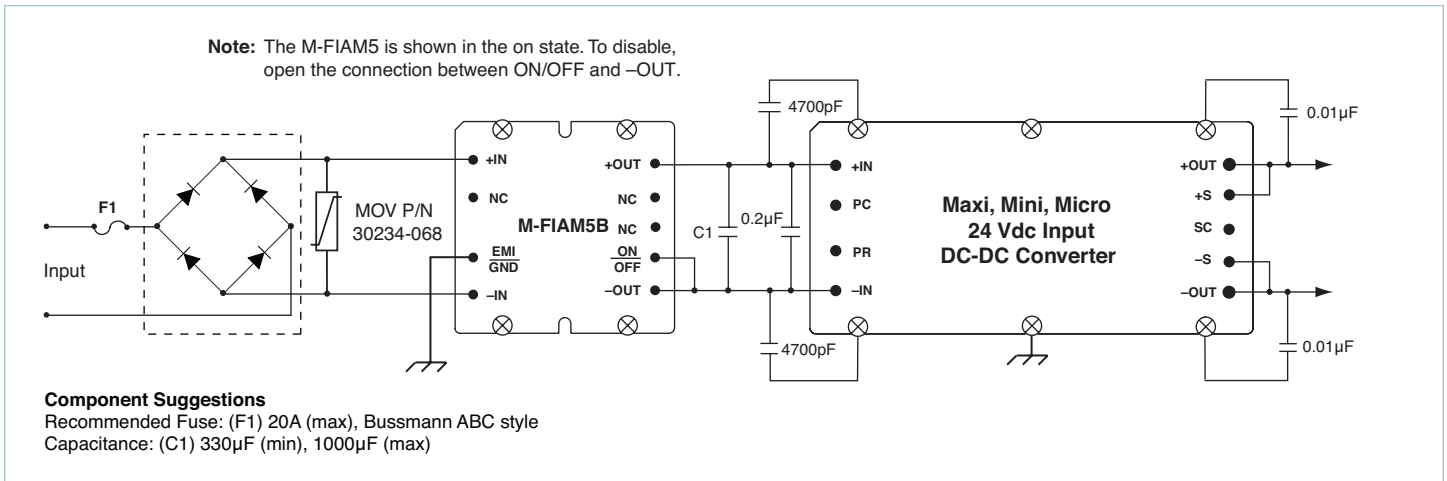 Note: The M-FIAM5 is shown in the on state. To disable,
open the connection between ON/OFF and –OUT.
F1
Input
MOV P/N
30234-068
+IN
NC
EMI
GND
–IN
M-FIAM5B
+OUT
NC
NC
ON
OFF
–OUT
4700pF
C1
0.2µF
4700pF
+IN
PC
PR
–IN
Maxi, Mini, Micro
24 Vdc Input
DC-DC Converter
+OUT
+S
SC
–S
–OUT
0.01µF
0.01µF
Component Suggestions
Recommended Fuse: (F1) 20A (max), Bussmann ABC style
Capacitance: (C1) 330µF (min), 1000µF (max)